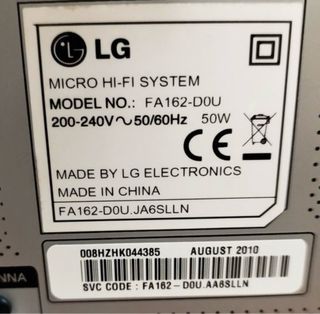 LG
MICRO HI-FI SYSTEM
MODEL NO.: FA162-D0U
200-240V~50/60Hz 50W
CE
MADE BY LG ELECTRONICS
MADE IN CHINA
FA162-D0U.JA6SLLN
008HZHK044385 AUGUST 2010
SVC CODE : FA162-D0U.AA6SLLN
NNA